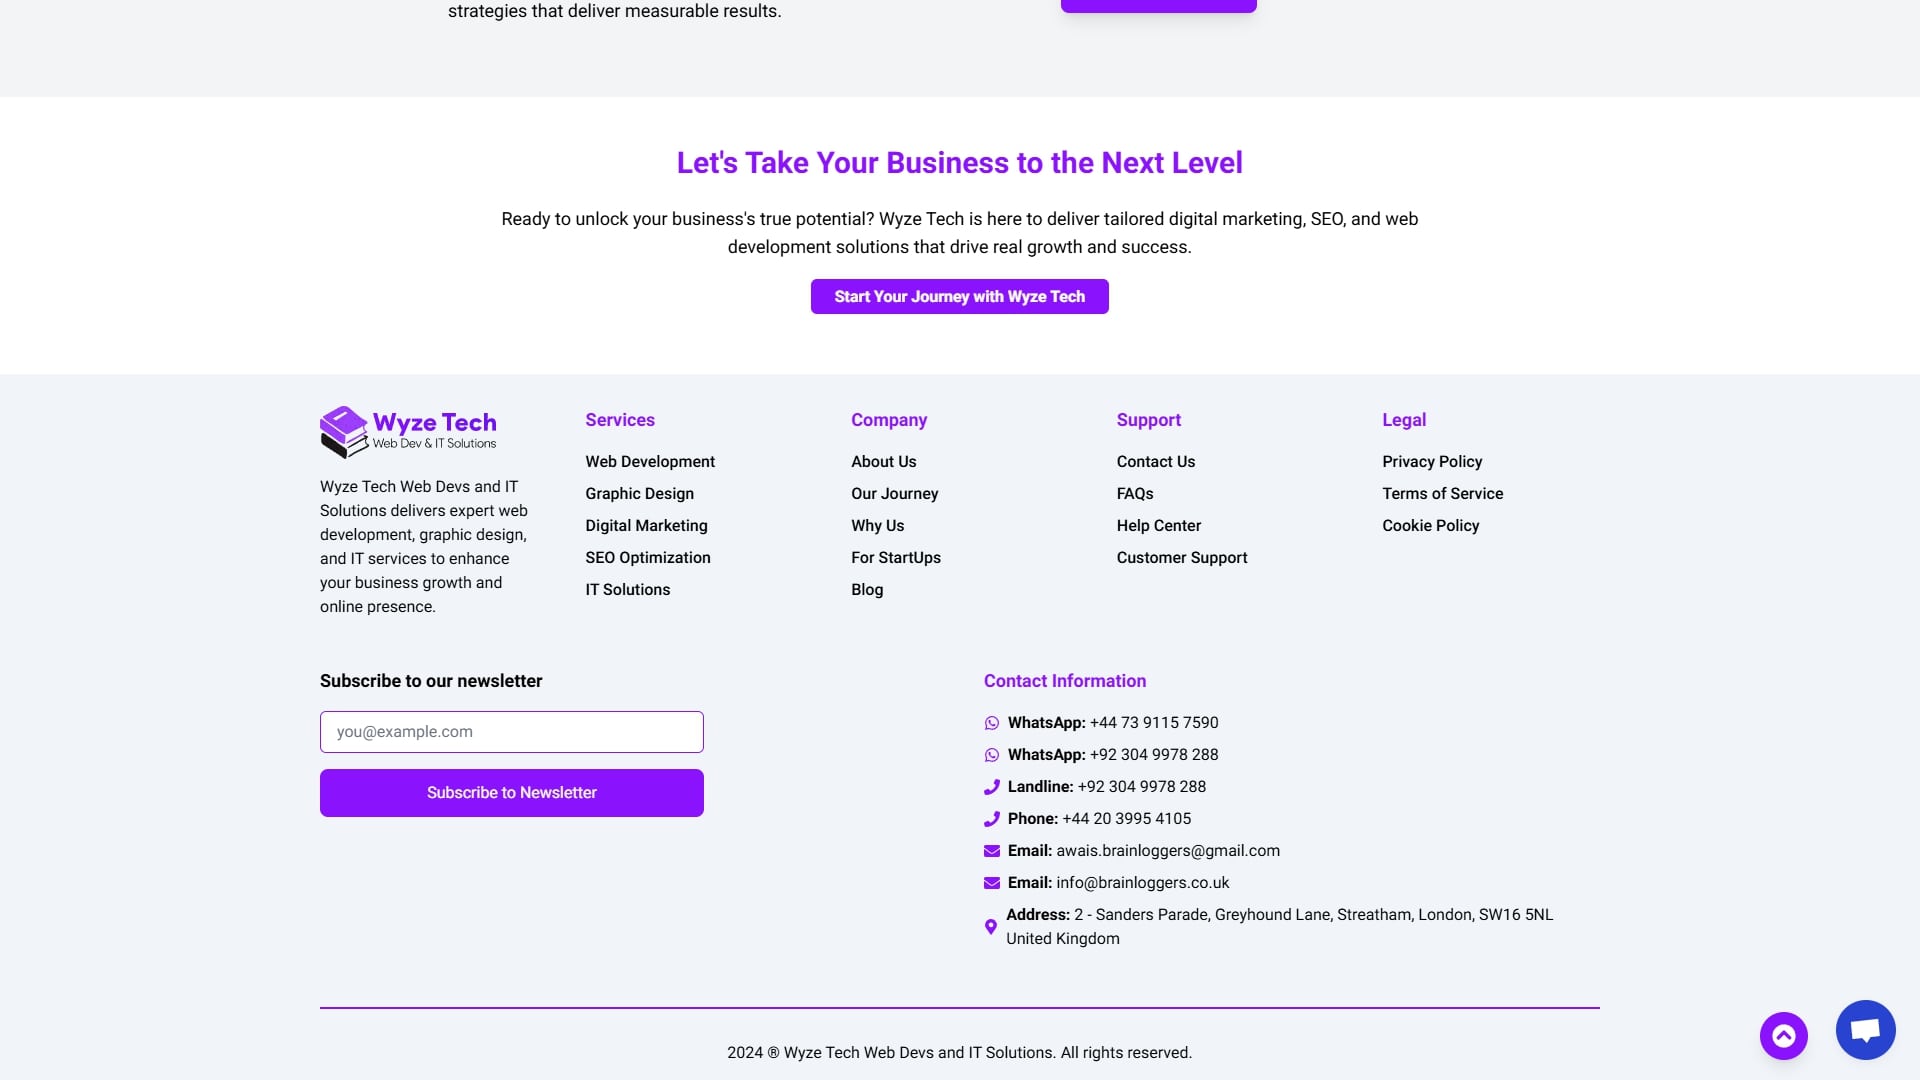 strategies that deliver measurable results.
Let's Take Your Business to the Next Level
Ready to unlock your business's true potential? Wyze Tech is here to deliver tailored digital marketing, SEO, and web
development solutions that drive real growth and success.
Start Your Journey with Wyze Tech
Wyze Tech
Web Dev & IT Solutions
Wyze Tech Web Devs and IT
Solutions delivers expert web
development, graphic design,
and IT services to enhance
your business growth and
online presence.
Services
Web Development
Graphic Design
Digital Marketing
SEO Optimization
IT Solutions
Company
About Us
Our Journey
Why Us
For StartUps
Blog
Support
Contact Us
FAQs
Help Center
Customer Support
Legal
Privacy Policy
Terms of Service
Cookie Policy
Subscribe to our newsletter
you@example.com
Subscribe to Newsletter
Contact Information
WhatsApp: +44 73 9115 7590
WhatsApp: +92 304 9978 288
Landline: +92 304 9978 288
Phone: +44 20 3995 4105
Email: awais.brainloggers@gmail.com
Email: info@brainloggers.co.uk
Address: 2 - Sanders Parade, Greyhound Lane, Streatham, London, SW16 5NL
United Kingdom
2024 ® Wyze Tech Web Devs and IT Solutions. All rights reserved.